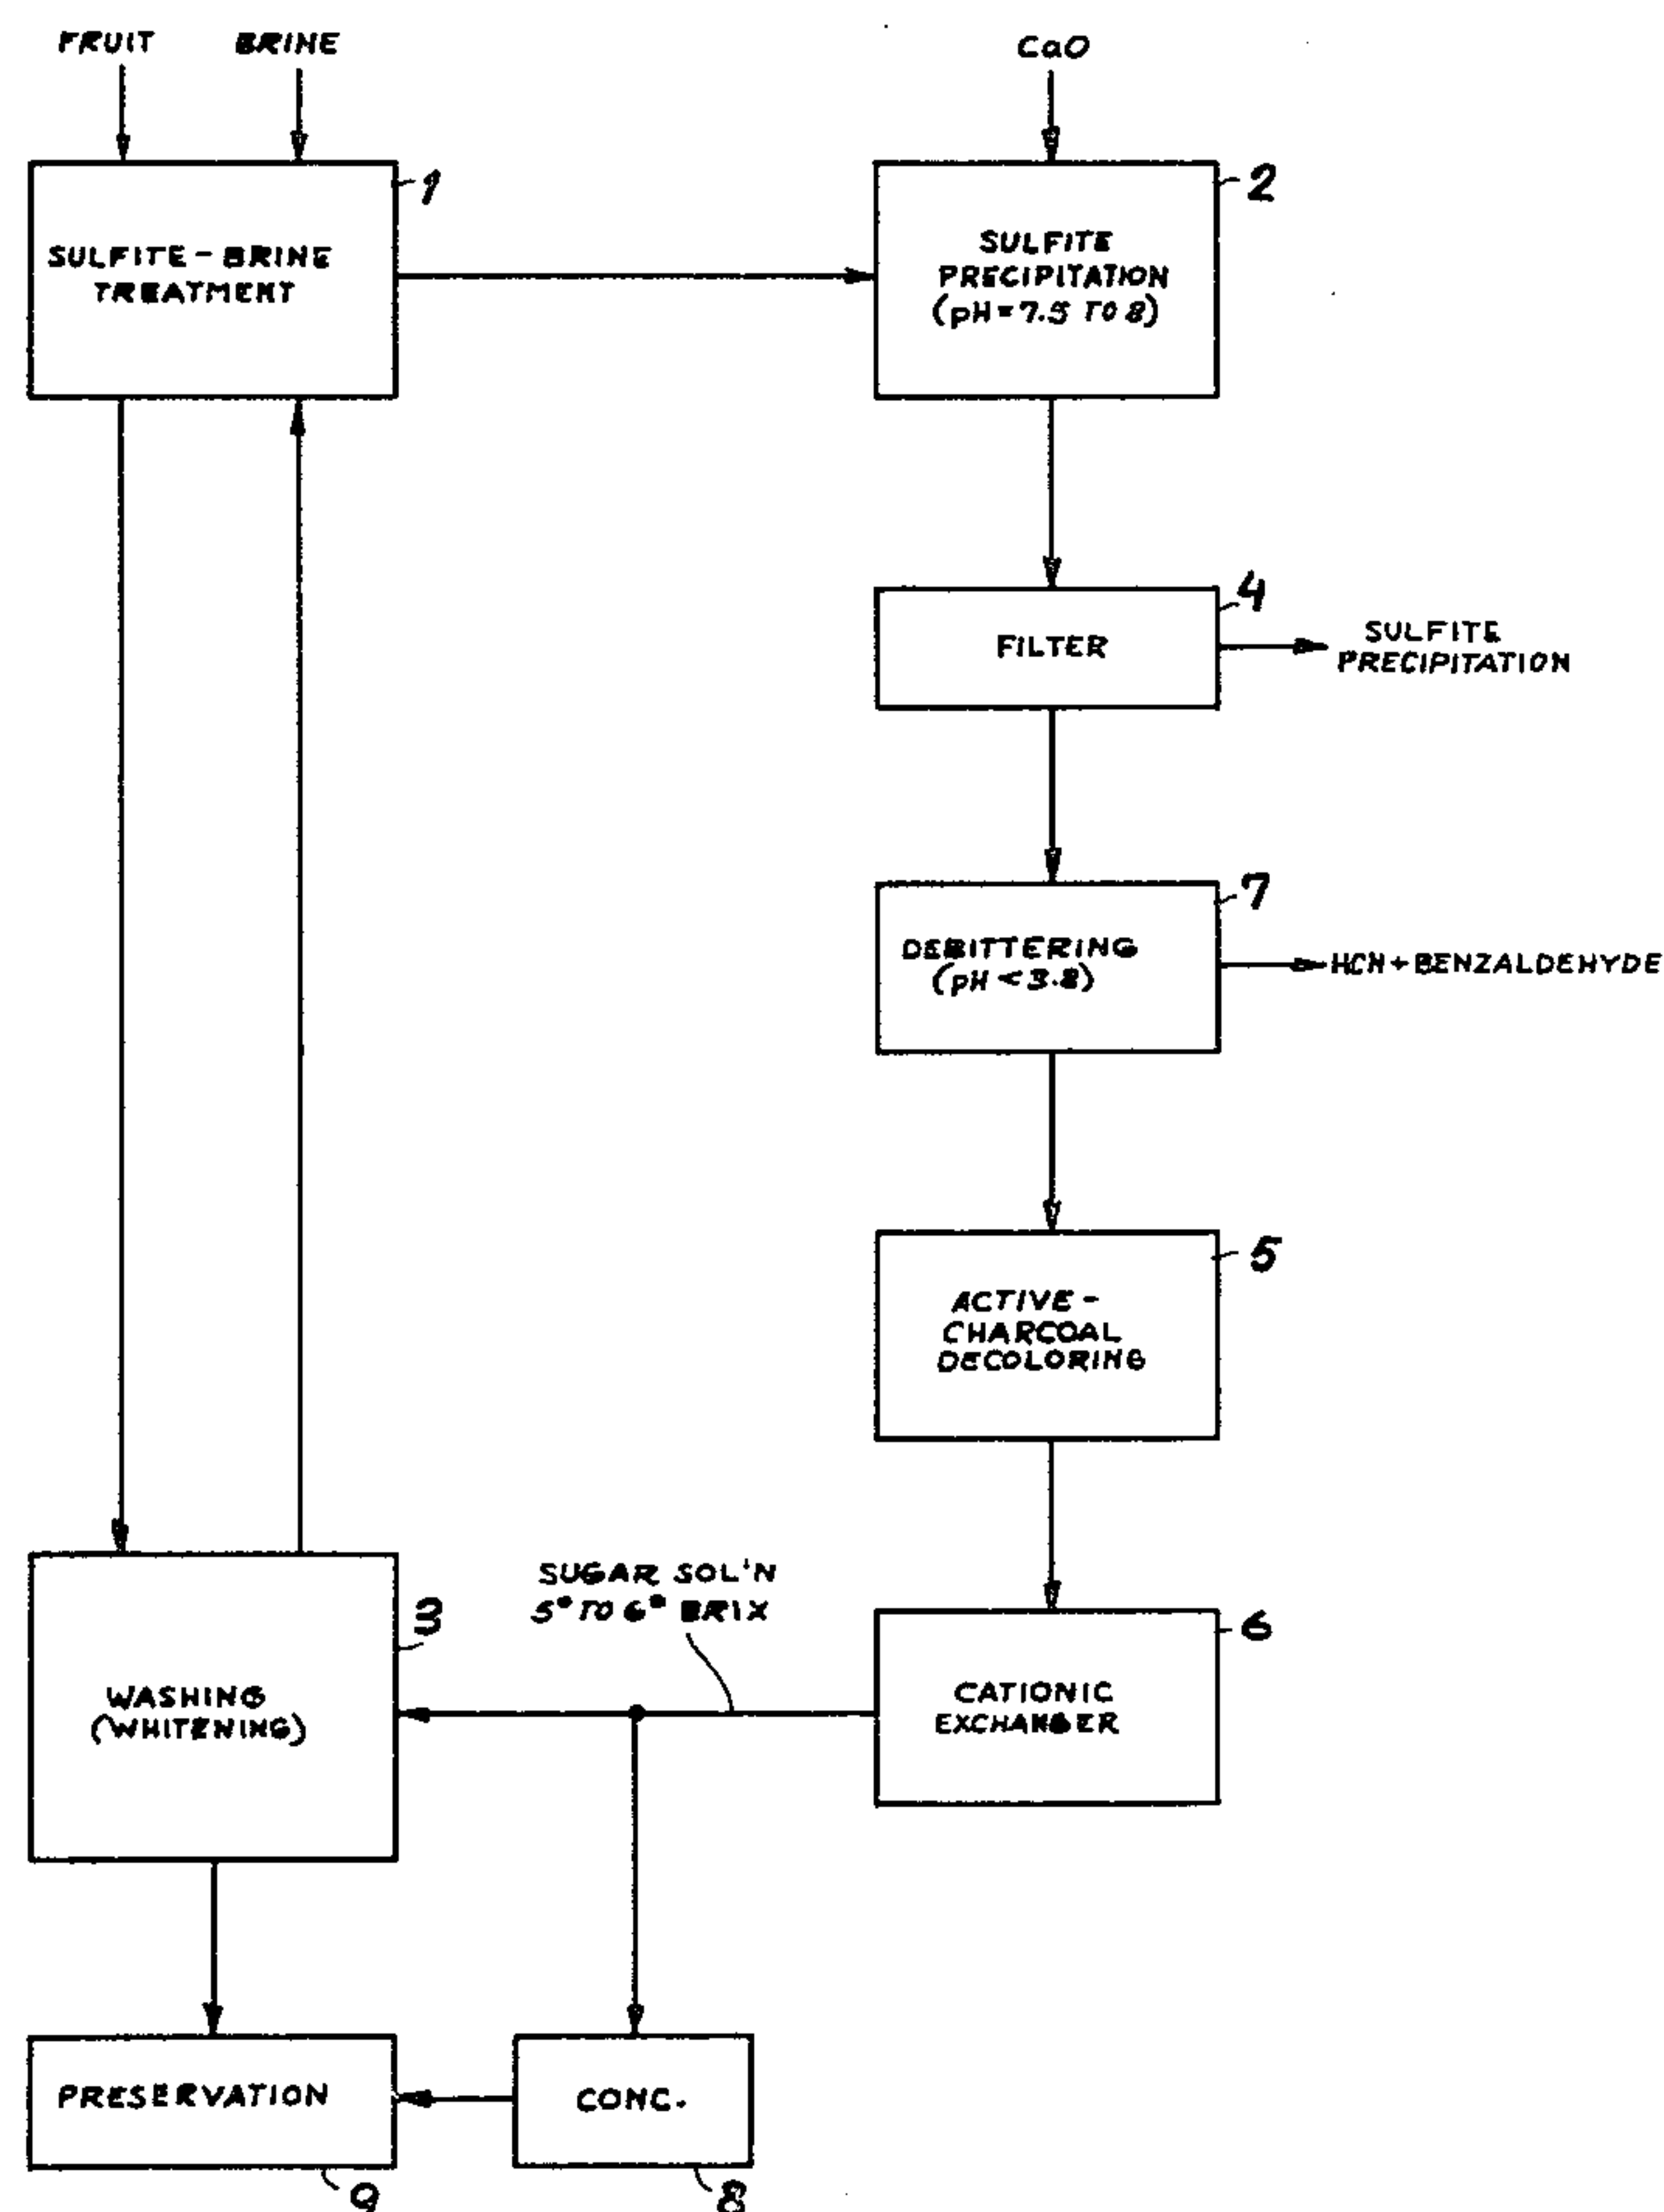 FRUIT
BRINE
CaO
1
2
SULFITE-BRINE
TREATMENT
SULFITE
PRECIPITATION
(pH=7.5 TO 8)
4
FILTER
SULFITE
PRECIPITATION
7
DEBITTERING
(pH<3.8)
HCN+BENZALDEHYDE
5
ACTIVE-
CHARCOAL
DECOLORING
SUGAR SOL'N
5° TO 6° BRIX
3
6
WASHING
(WHITENING)
CATIONIC
EXCHANGER
PRESERVATION
CONC.
9
8